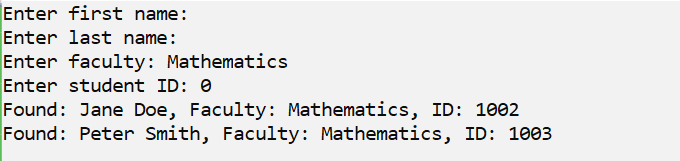 Enter first name:
Enter last name:
Enter faculty: Mathematics
Enter student ID: 0
Found: Jane Doe, Faculty: Mathematics, ID: 1002
Found: Peter Smith, Faculty: Mathematics, ID: 1003